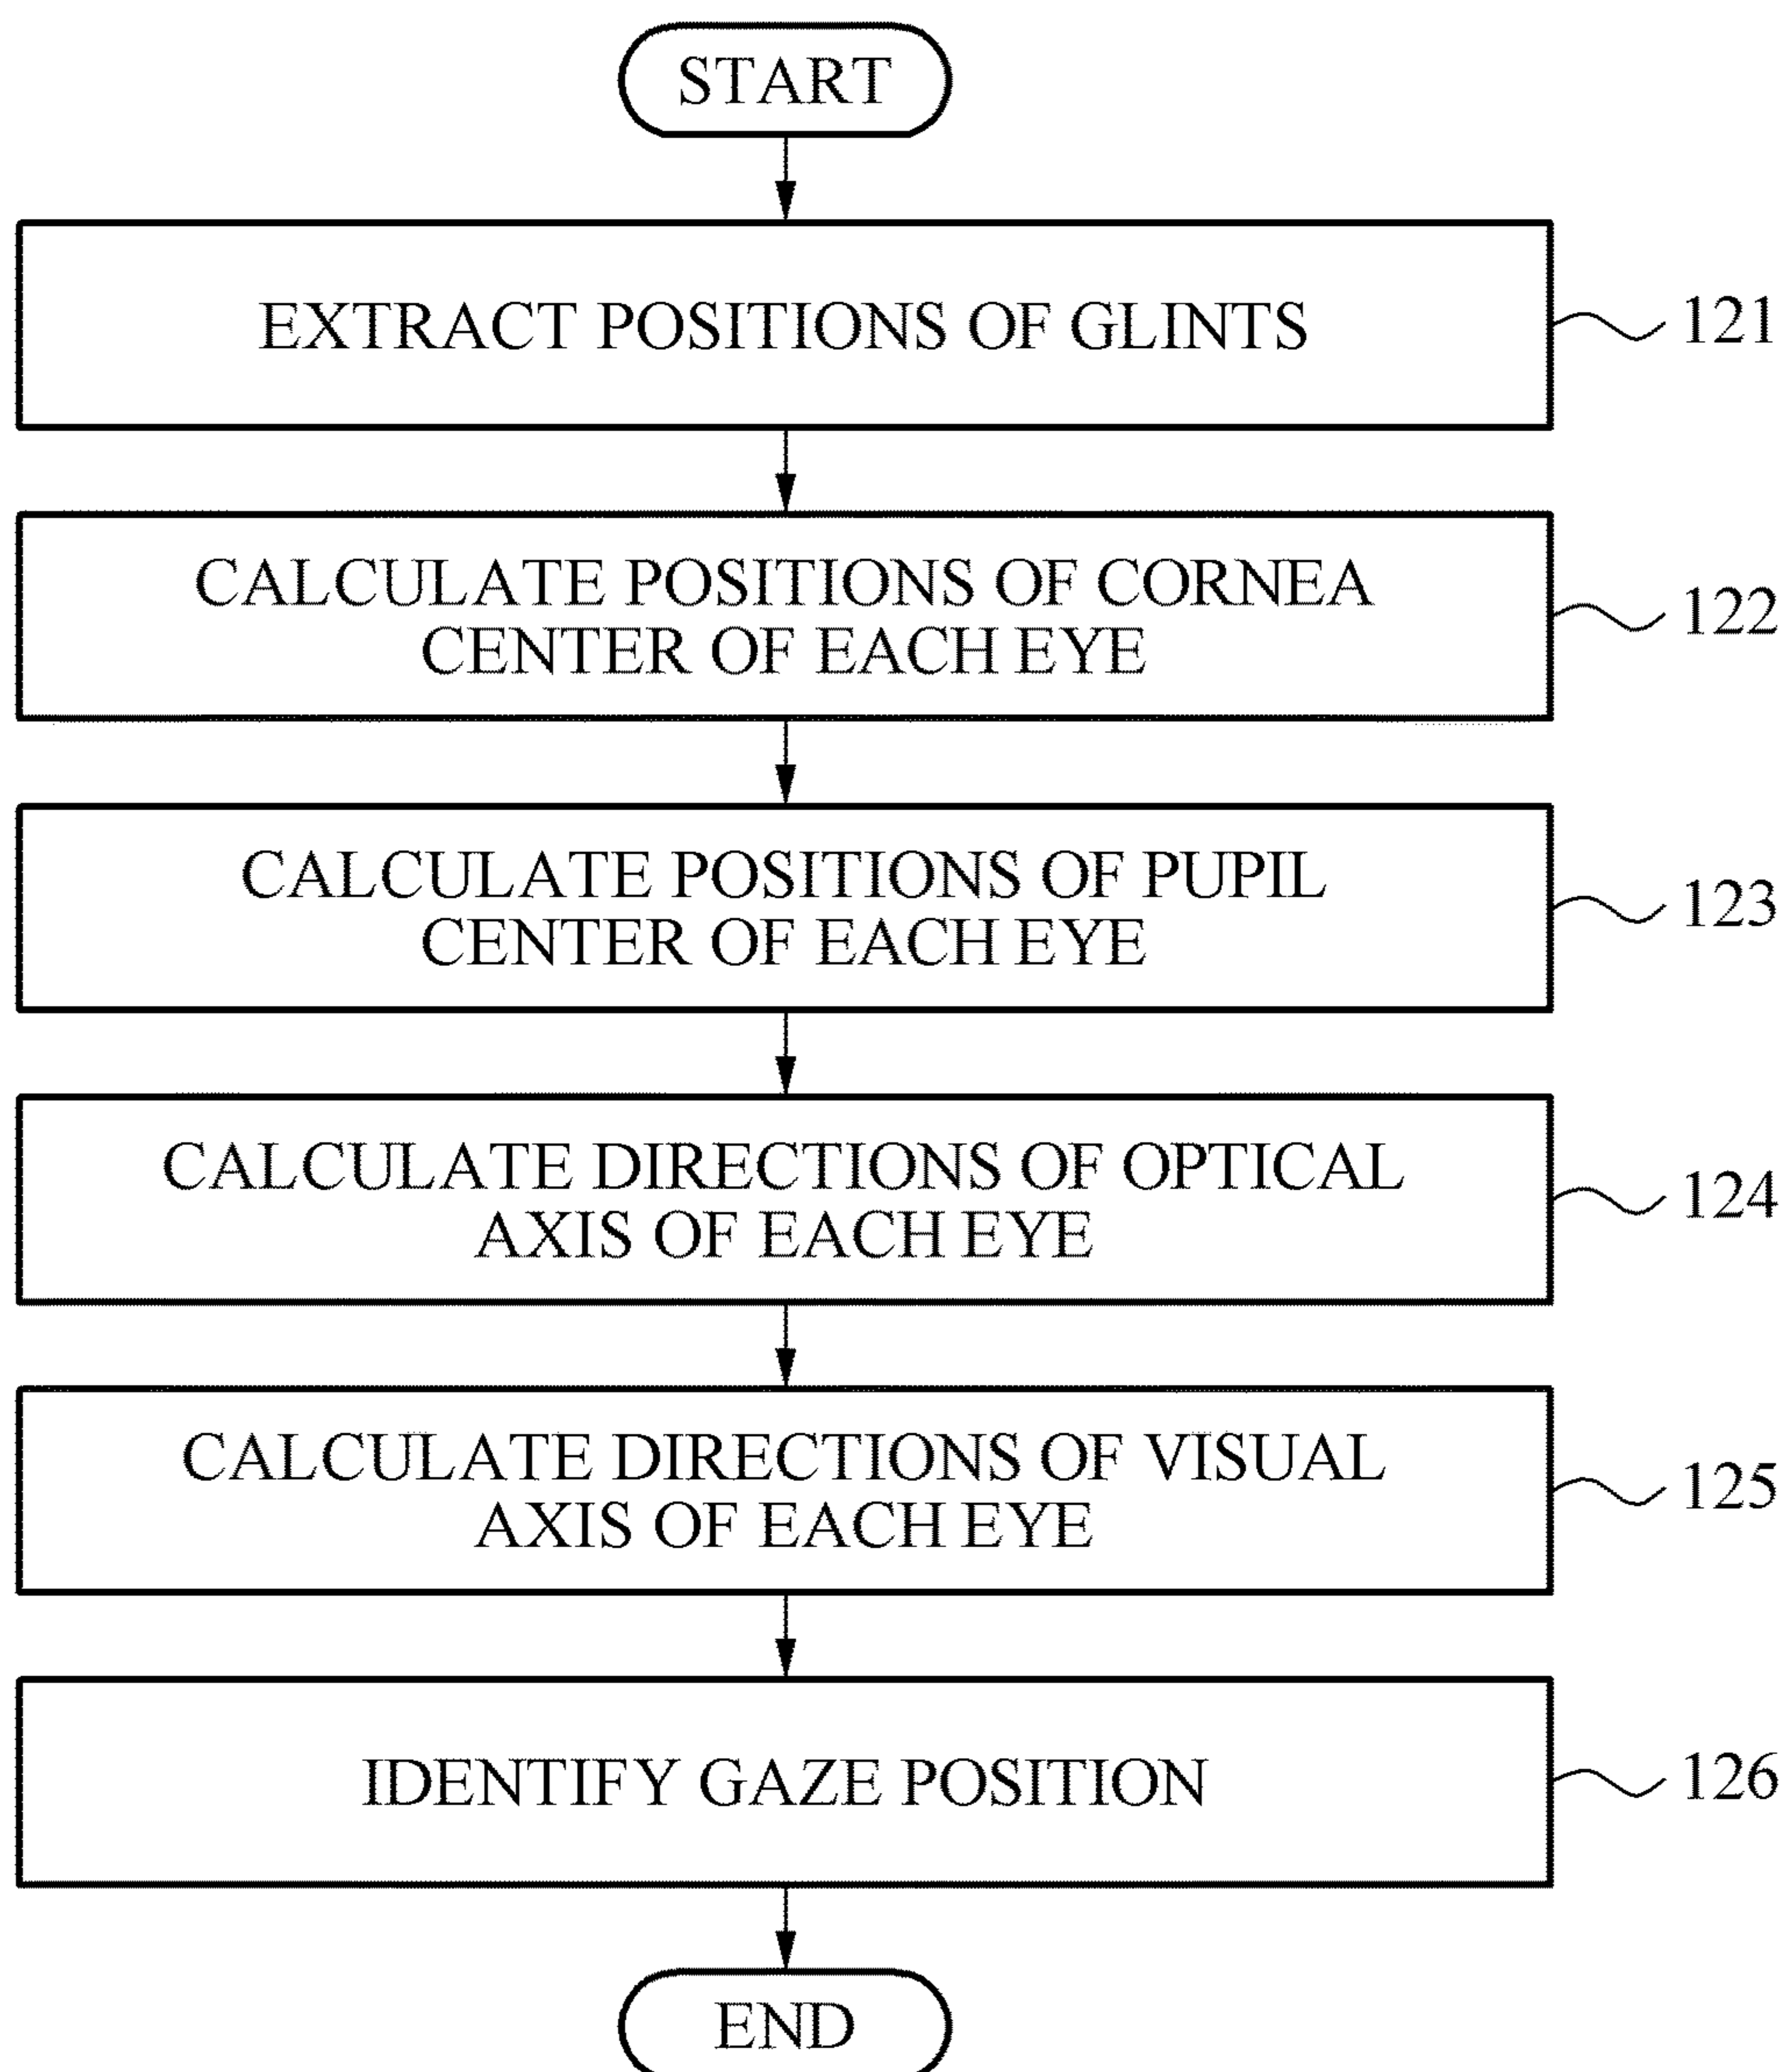 START
EXTRACT POSITIONS OF GLINTS
121
CALCULATE POSITIONS OF CORNEA
CENTER OF EACH EYE
122
CALCULATE POSITIONS OF PUPIL
CENTER OF EACH EYE
123
CALCULATE DIRECTIONS OF OPTICAL
AXIS OF EACH EYE
124
CALCULATE DIRECTIONS OF VISUAL
AXIS OF EACH EYE
125
IDENTIFY GAZE POSITION
126
END